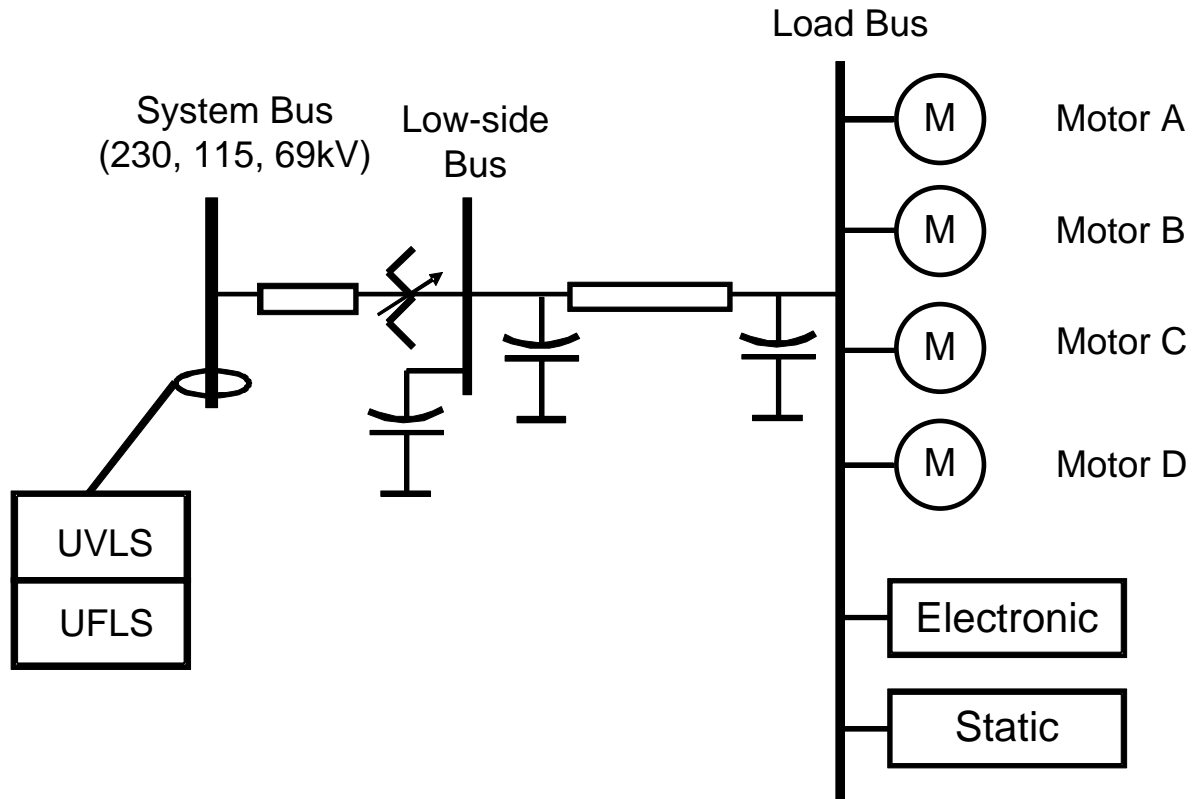 Load Bus
System Bus
(230, 115, 69kV)
Low-side
Bus
M
Motor A
M
Motor B
M
Motor C
M
Motor D
UVLS
UFLS
Electronic
Static